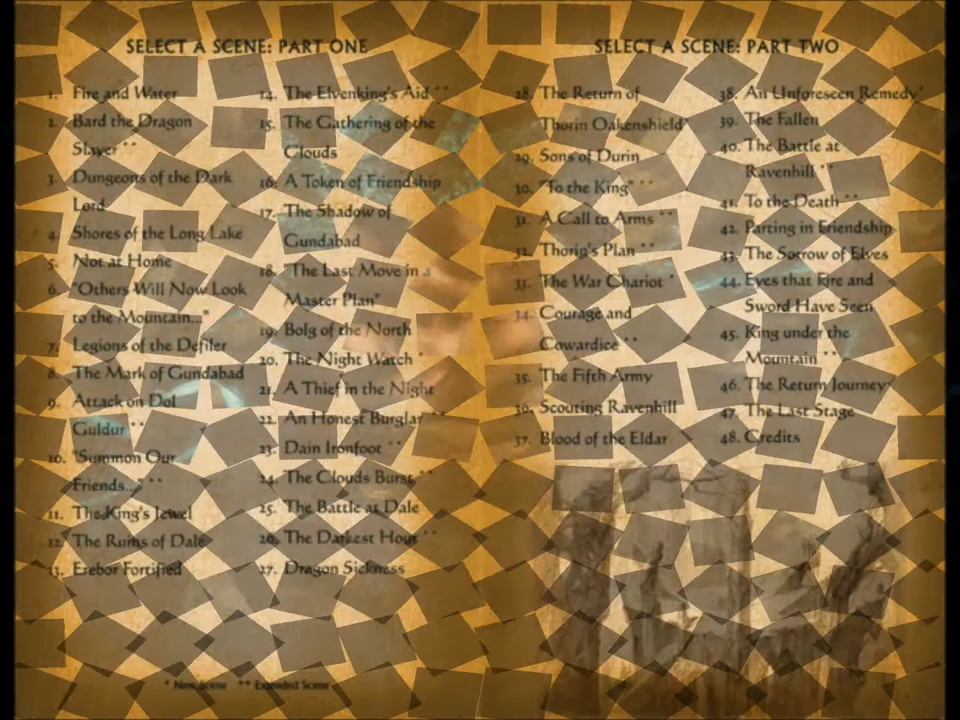 SELECT A SCENE: PART ONE
1. Fire and Water
2. Bard the Dragon
Slayer **
3. Dungeons of the Dark
Lord
4. Shores of the Long Lake
5. Not at Home
6. "Others Will Now Look
to the Mountain..."
7. Legions of the Defiler
8. The Mark of Gundabad
9. Attack on Dol
Guldur **
10. "Summon Our
Friends..." **
11. The King's Jewel
12. The Ruins of Dale
13. Erebor Fortified
14. The Elvenking's Aid **
15. The Gathering of the
Clouds
16. A Token of Friendship
17. The Shadow of
Gundabad
18. "The Last Move in a
Master Plan"
19. Bolg of the North
20. The Night Watch *
21. A Thief in the Night
22. An Honest Burglar **
23. Dain Ironfoot **
24. The Clouds Burst **
25. The Battle at Dale
26. The Darkest Hour **
27. Dragon Sickness
* New Scene ** Extended Scene
SELECT A SCENE: PART TWO
28. The Return of
Thorin Oakenshield
29. Sons of Durin
30. "To the King" **
31. A Call to Arms **
32. Thorin's Plan **
33. The War Chariot *
34. Courage and
Cowardice **
35. The Fifth Army
36. Scouting Ravenhill
37. Blood of the Eldar
38. An Unforeseen Remedy *
39. The Fallen
40. The Battle at
Ravenhill **
41. To the Death **
42. Parting in Friendship
43. The Sorrow of Elves
44. Eyes that Fire and
Sword Have Seen
45. King under the
Mountain **
46. The Return Journey
47. The Last Stage
48. Credits